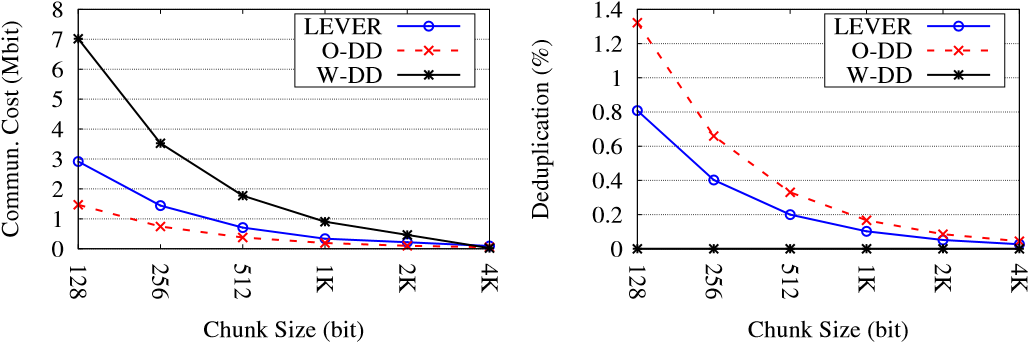 Commun. Cost (Mbit)
8
7
6
5
4
3
2
1
0
LEVER
O-DD
W-DD
128
256
512
1K
2K
4K
Chunk Size (bit)
Deduplication (%)
1.4
1.2
1
0.8
0.6
0.4
0.2
0
LEVER
O-DD
W-DD
128
256
512
1K
2K
4K
Chunk Size (bit)